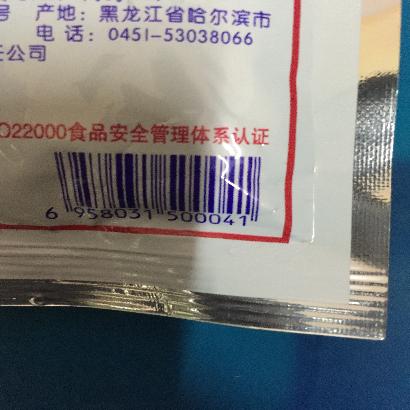 号 产地：黑龙江省哈尔滨市
电话：0451-53038066
公司
O22000食品安全管理体系认证
6 958031 500041